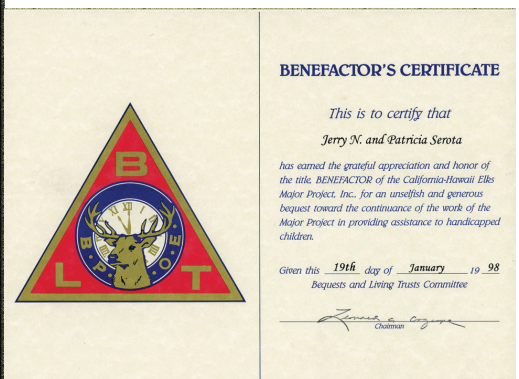 B
L
T
B.P.O.E.
BENEFACTOR'S CERTIFICATE
This is to certify that
Jerry N. and Patricia Serota
has earned the grateful appreciation and honor of
the title, BENEFACTOR of the California-Hawaii Elks
Major Project, Inc., for an unselfish and generous
bequest toward the continuance of the work of the
Major Project in providing assistance to handicapped
children.
Given this 19th day of January 19 98
Bequests and Living Trusts Committee
Chairman